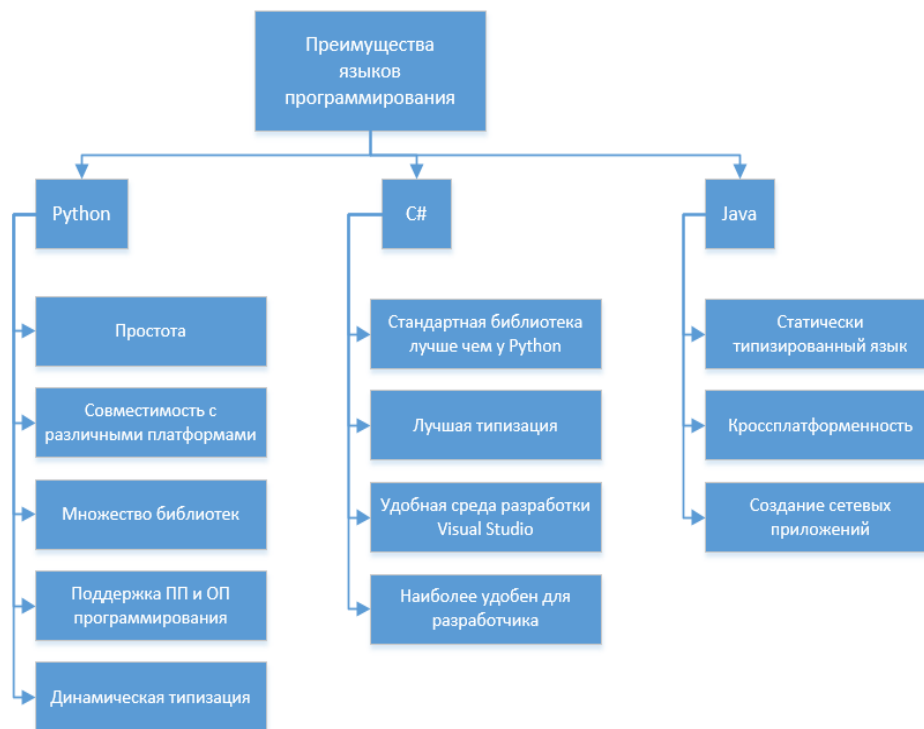 Преимущества
языков
программирования
Python
Простота
Совместимость с
различными платформами
Множество библиотек
Поддержка ПП и ОП
программирования
Динамическая типизация
C#
Стандартная библиотека
лучше чем у Python
Лучшая типизация
Удобная среда разработки
Visual Studio
Наиболее удобен для
разработчика
Java
Статически
типизированный язык
Кроссплатформенность
Создание сетевых
приложений